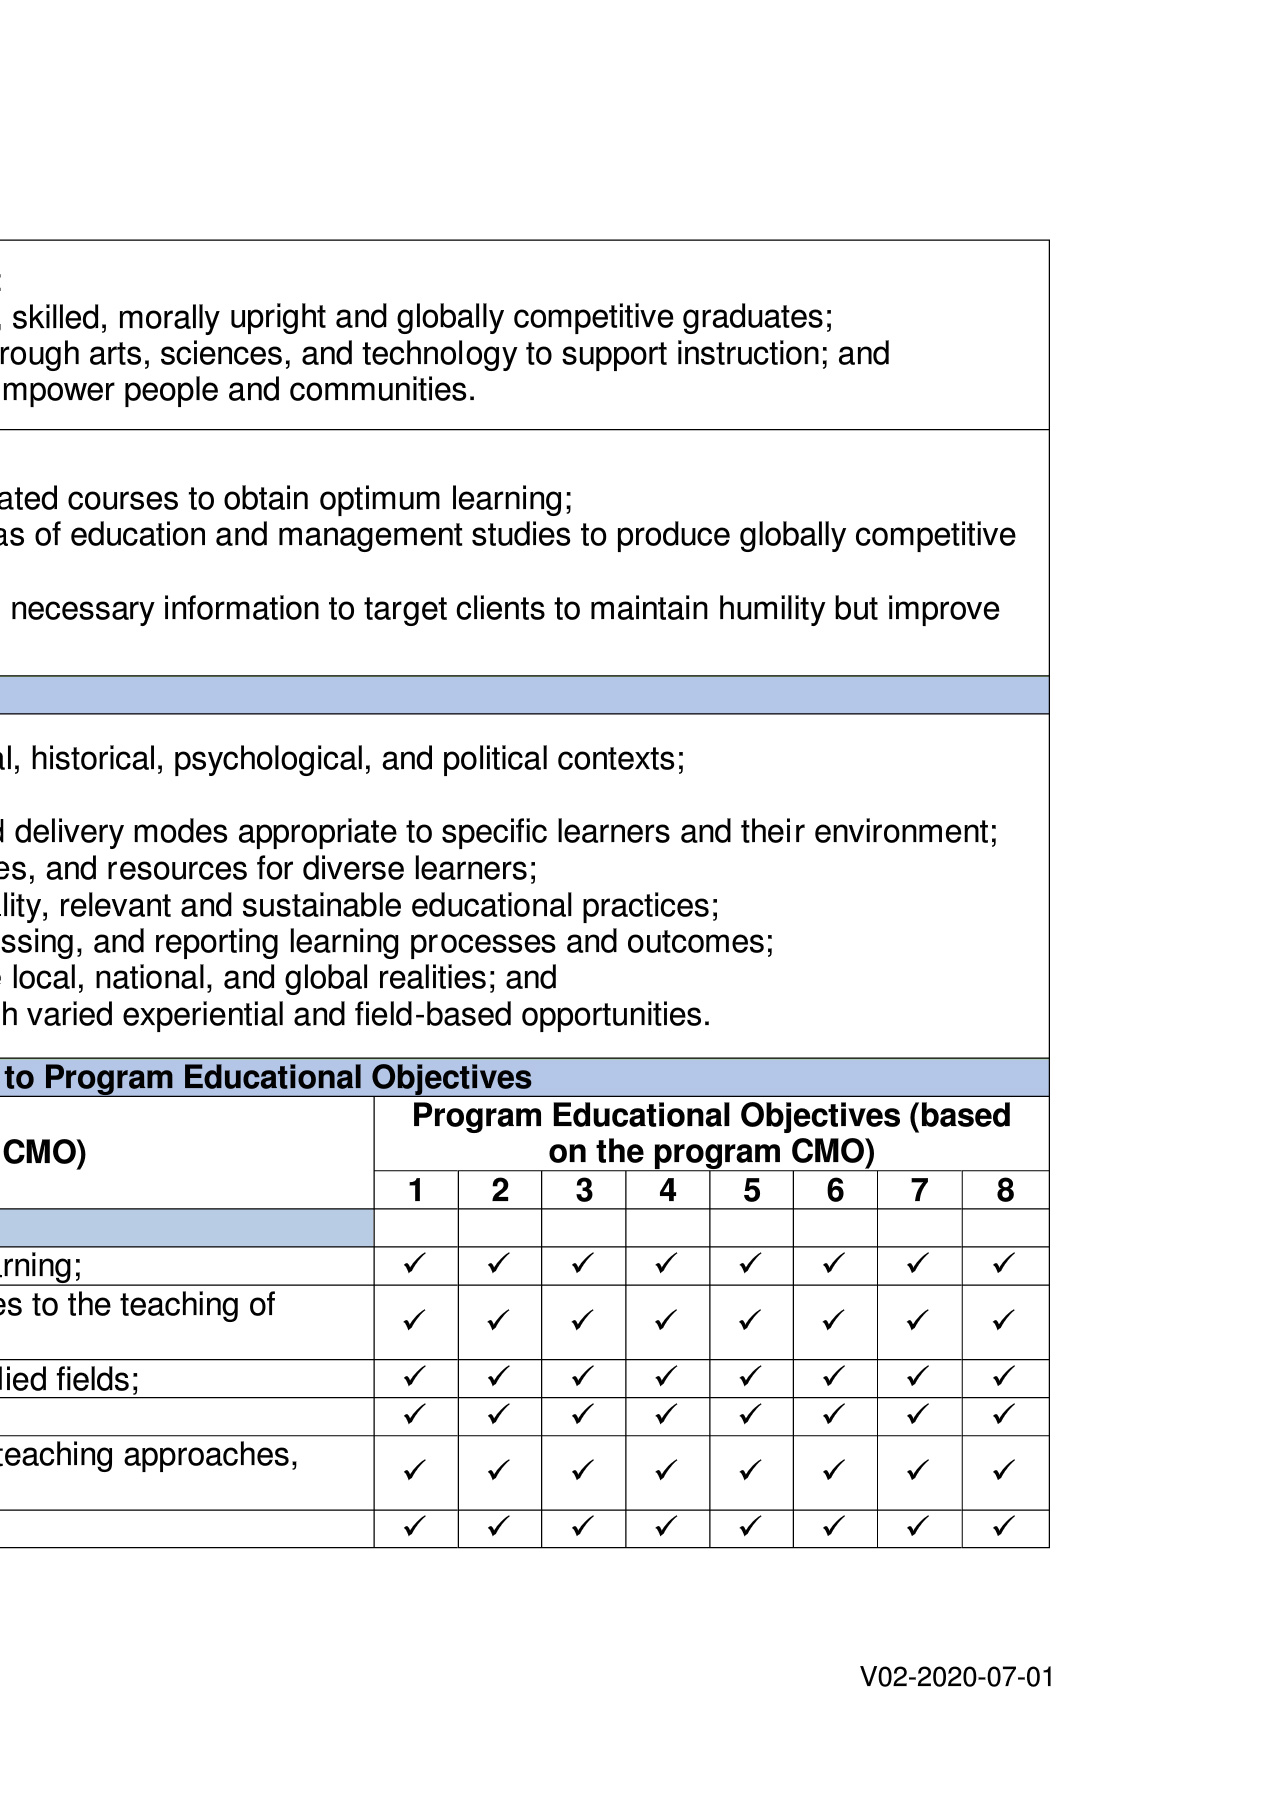 :
, skilled, morally upright and globally competitive graduates;
rough arts, sciences, and technology to support instruction; and
mpower people and communities.
ated courses to obtain optimum learning;
as of education and management studies to produce globally competitive
necessary information to target clients to maintain humility but improve
al, historical, psychological, and political contexts;
d delivery modes appropriate to specific learners and their environment;
es, and resources for diverse learners;
lity, relevant and sustainable educational practices;
ssing, and reporting learning processes and outcomes;
e local, national, and global realities; and
h varied experiential and field-based opportunities.
to Program Educational Objectives
CMO)
Program Educational Objectives (based
on the program CMO)
1 2 3 4 5 6 7 8
rning; ✓ ✓ ✓ ✓ ✓ ✓ ✓ ✓
es to the teaching of
✓ ✓ ✓ ✓ ✓ ✓ ✓ ✓
lied fields; ✓ ✓ ✓ ✓ ✓ ✓ ✓ ✓
✓ ✓ ✓ ✓ ✓ ✓ ✓ ✓
teaching approaches,
✓ ✓ ✓ ✓ ✓ ✓ ✓ ✓
✓ ✓ ✓ ✓ ✓ ✓ ✓ ✓
V02-2020-07-01